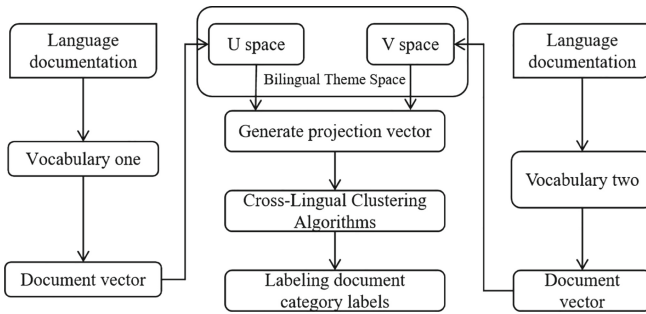 Language
documentation
Vocabulary one
Document vector
U space
V space
Bilingual Theme Space
Generate projection vector
Cross-Lingual Clustering
Algorithms
Labeling document
category labels
Language
documentation
Vocabulary two
Document
vector